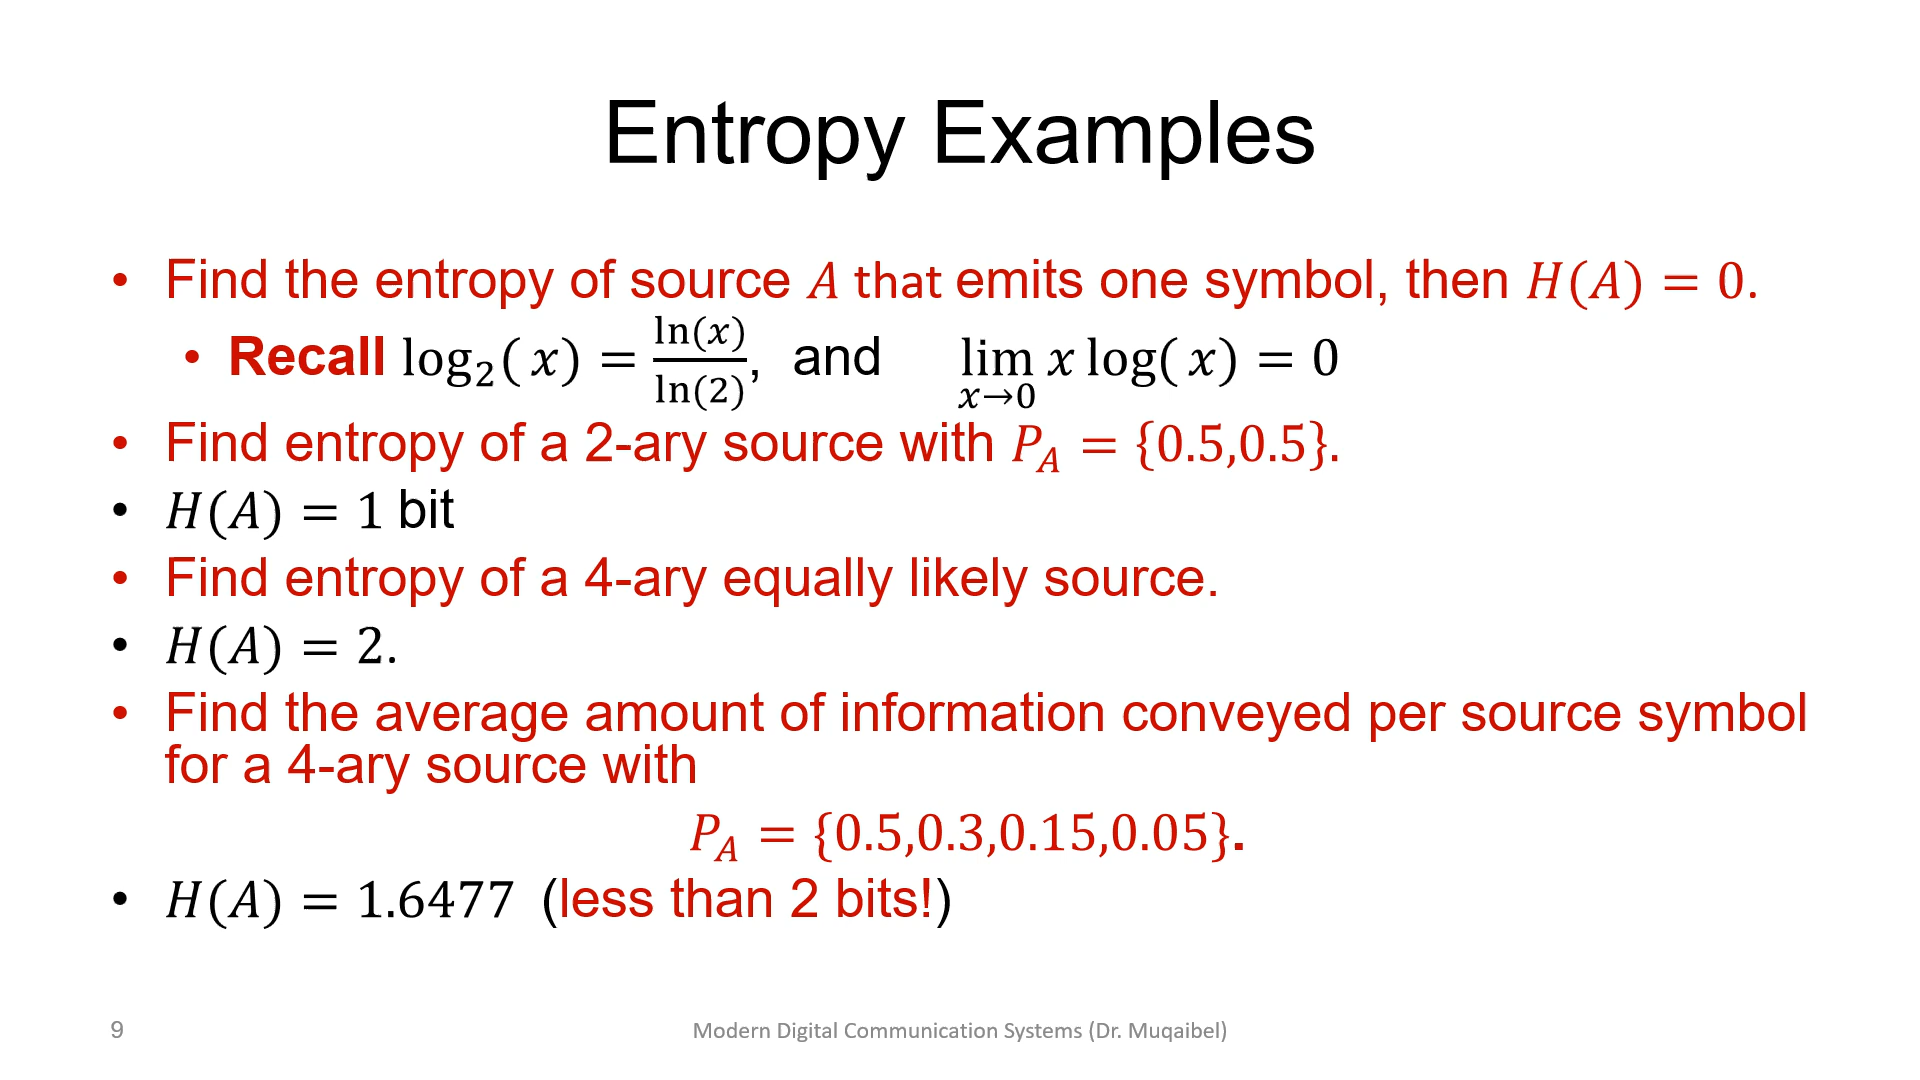 Entropy Examples
• Find the entropy of source A that emits one symbol, then H(A) = 0.
• Recall log₂( x) = ln(x)/ln(2), and lim x→0 x log( x) = 0
• Find entropy of a 2-ary source with P_A = {0.5,0.5}.
• H(A) = 1 bit
• Find entropy of a 4-ary equally likely source.
• H(A) = 2.
• Find the average amount of information conveyed per source symbol
for a 4-ary source with
P_A = {0.5,0.3,0.15,0.05}.
• H(A) = 1.6477 (less than 2 bits!)
9
Modern Digital Communication Systems (Dr. Muqaibel)